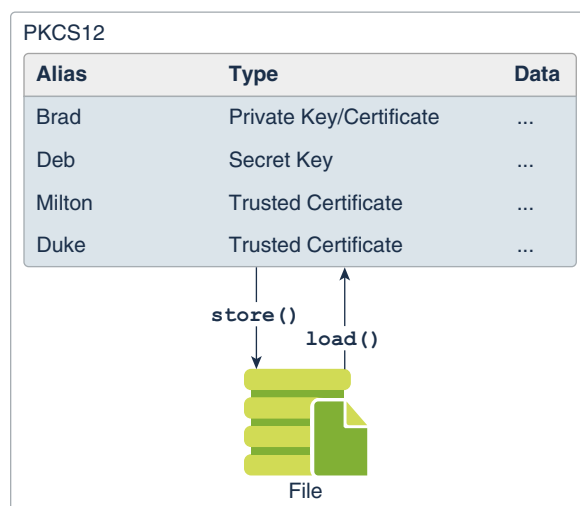 PKCS12
Alias Type Data
Brad Private Key/Certificate ...
Deb Secret Key ...
Milton Trusted Certificate ...
Duke Trusted Certificate ...
store()
load()
File